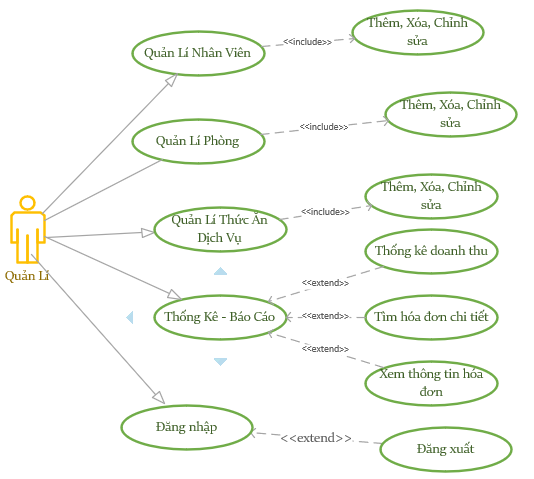 Thêm, Xóa, Chỉnh
sửa
Quản Lí Nhân Viên
<<include>>
Thêm, Xóa, Chỉnh
sửa
<<include>>
Quản Lí Phòng
Thêm, Xóa, Chỉnh
sửa
<<include>>
Quản Lí Thức Ăn
Dịch Vụ
Thống kê doanh thu
Quản Lí
<<extend>>
Thống Kê - Báo Cáo
<<extend>>
Tìm hóa đơn chi tiết
<<extend>>
Xem thông tin hóa
đơn
Đăng nhập
<<extend>>
Đăng xuất